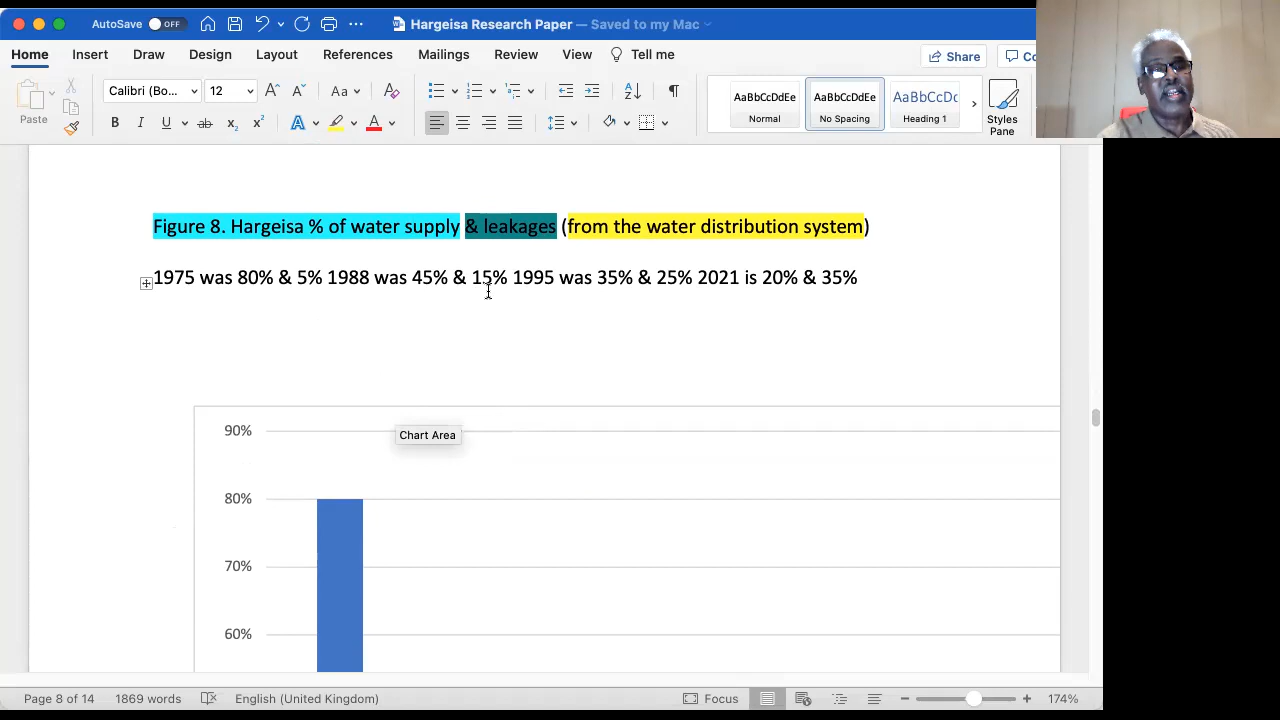 AutoSave OFF Hargeisa Research Paper — Saved to my Mac
Home Insert Draw Design Layout References Mailings Review View Tell me Share
Paste Calibri (Bo... 12 Aa AaBbCcDdEe AaBbCcDdEe AaBbCcDc
B I U ab x₂ x² A A Normal No Spacing Heading 1 Styles Pane
Figure 8. Hargeisa % of water supply & leakages (from the water distribution system)
1975 was 80% & 5% 1988 was 45% & 15% 1995 was 35% & 25% 2021 is 20% & 35%
90%
Chart Area
80%
70%
60%
Page 8 of 14 1869 words English (United Kingdom) Focus 174%